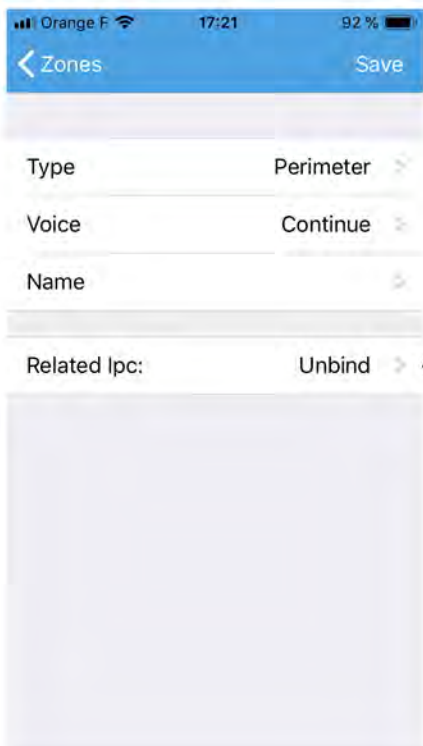 Orange F 17:21 92 %
Zones Save
Type Perimeter
Voice Continue
Name
Related Ipc: Unbind